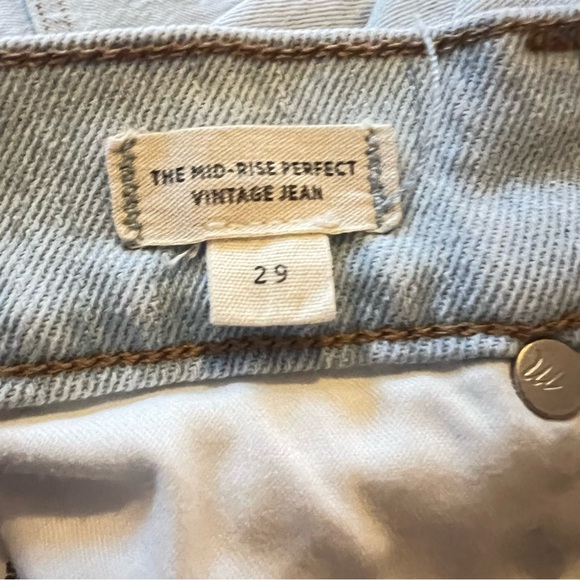 THE MID-RISE PERFECT
VINTAGE JEAN
29